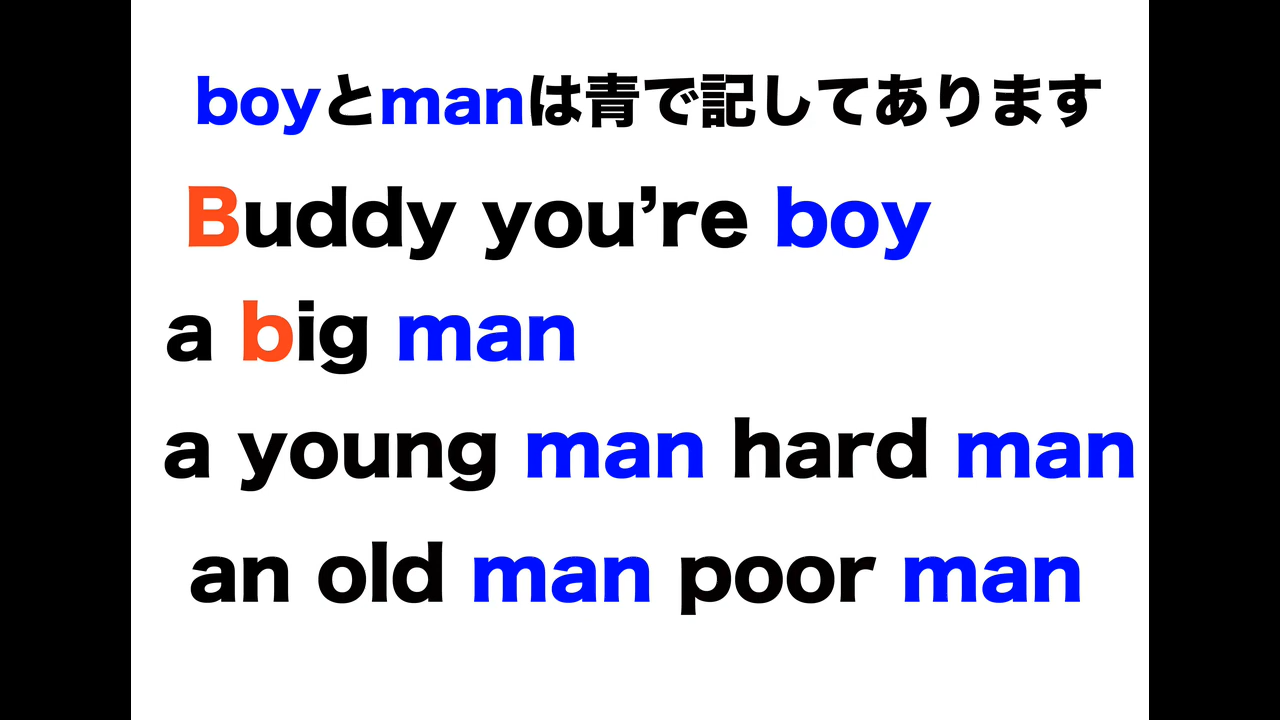 boyとmanは青で記してあります
Buddy you’re boy
a big man
a young man hard man
an old man poor man